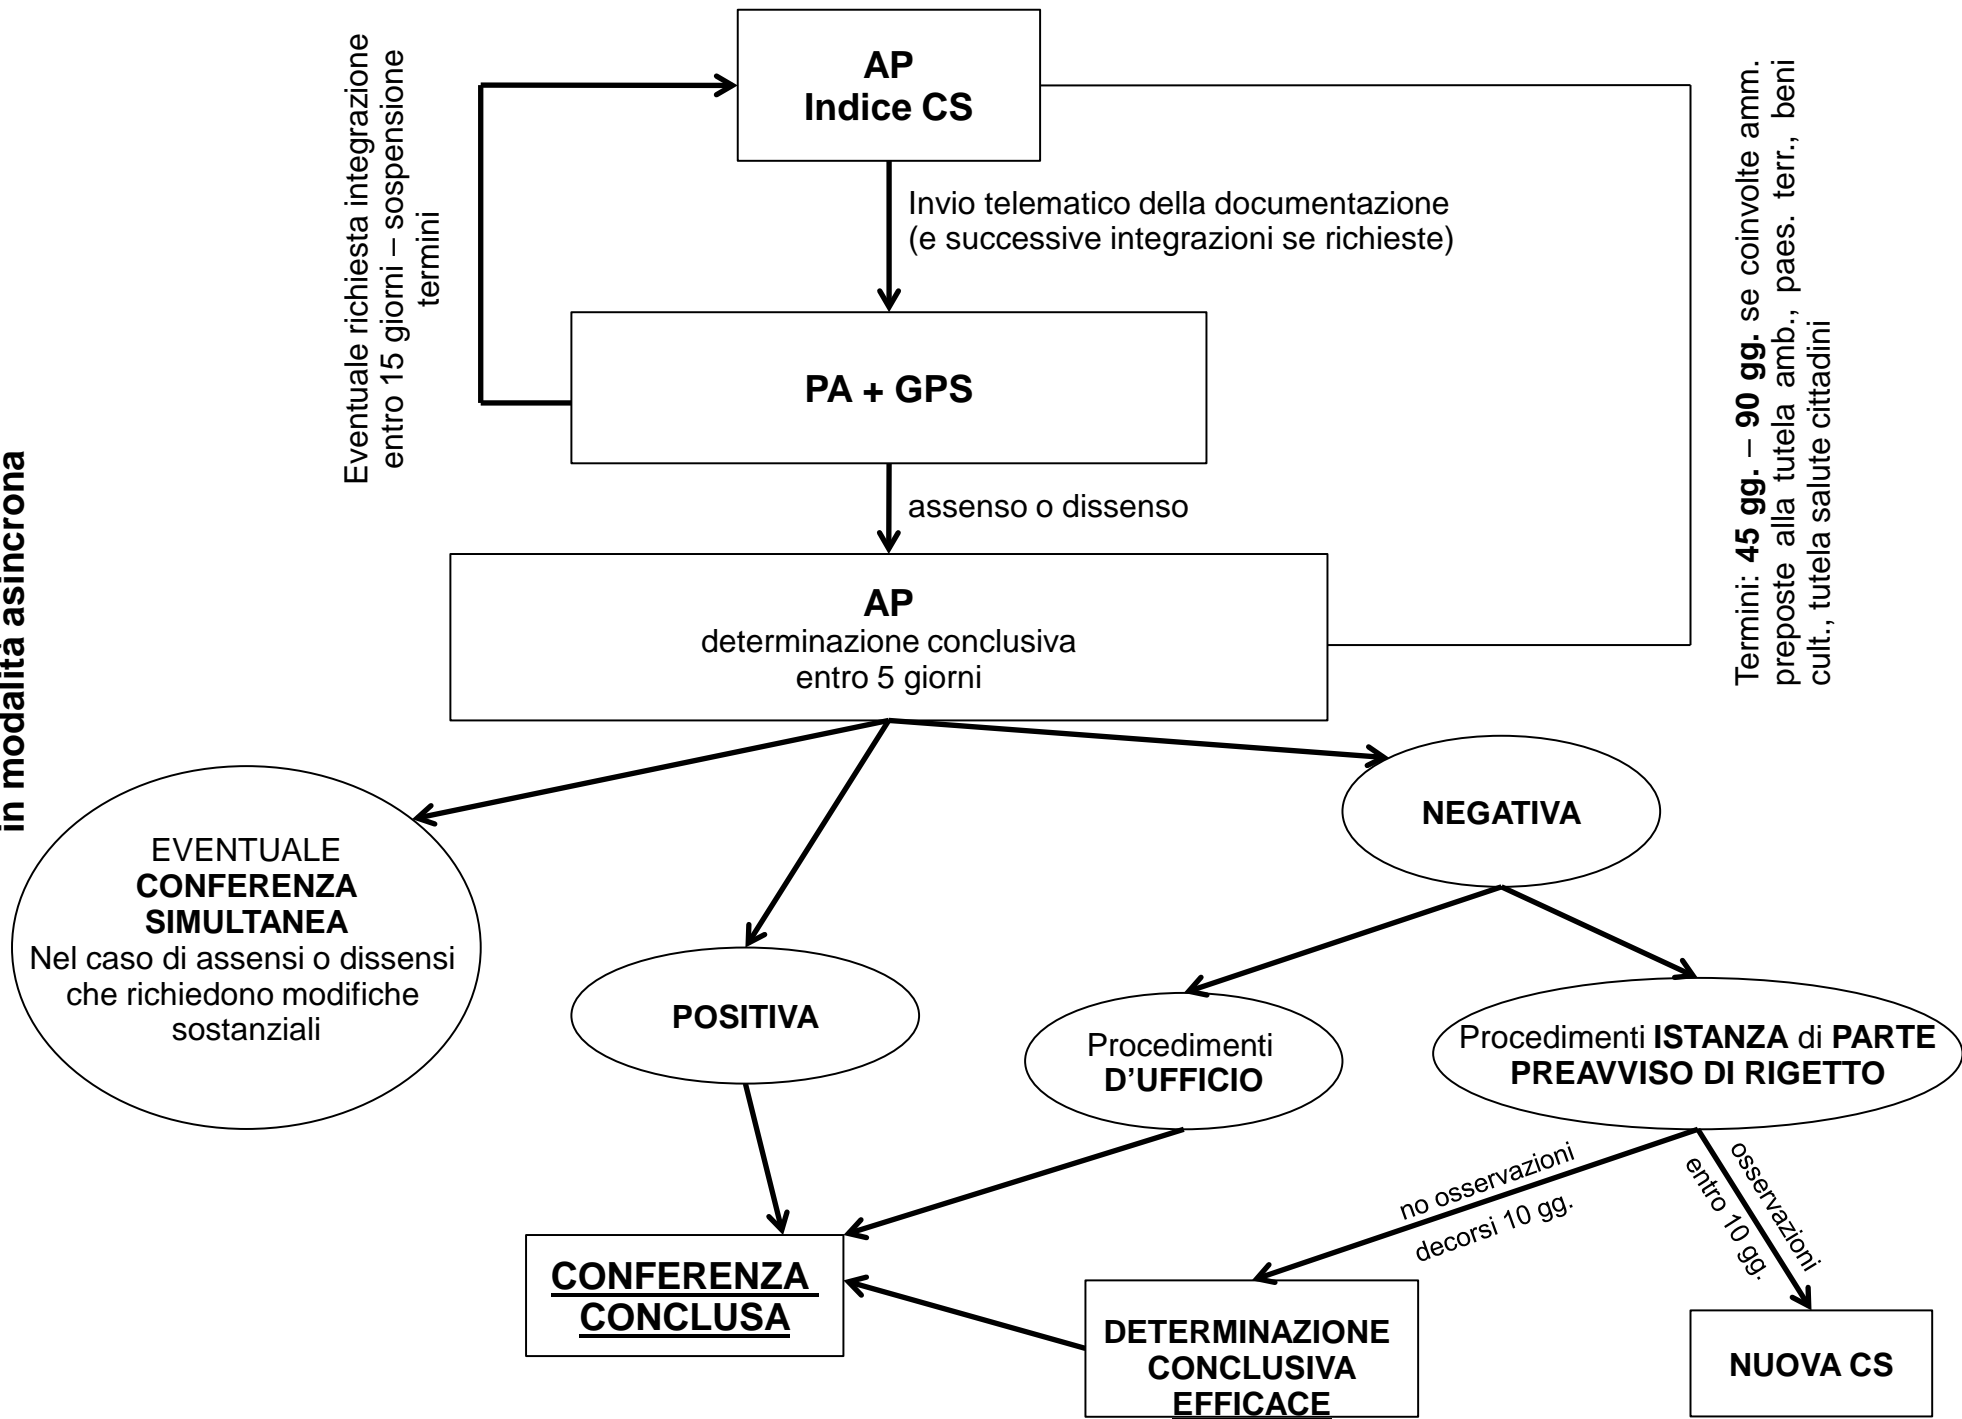 in modalità asincrona
Eventuale richiesta integrazione
entro 15 giorni – sospensione
termini
AP
Indice CS
Invio telematico della documentazione
(e successive integrazioni se richieste)
Termini: 45 gg. – 90 gg. se coinvolte amm.
preposte alla tutela amb., paes. terr., beni
cult., tutela salute cittadini
PA + GPS
assenso o dissenso
AP
determinazione conclusiva
entro 5 giorni
EVENTUALE
CONFERENZA
SIMULTANEA
Nel caso di assensi o dissensi
che richiedono modifiche
sostanziali
POSITIVA
NEGATIVA
Procedimenti
D’UFFICIO
Procedimenti ISTANZA di PARTE
PREAVVISO DI RIGETTO
no osservazioni
decorsi 10 gg.
osservazioni
entro 10 gg.
CONFERENZA
CONCLUSA
DETERMINAZIONE
CONCLUSIVA
EFFICACE
NUOVA CS